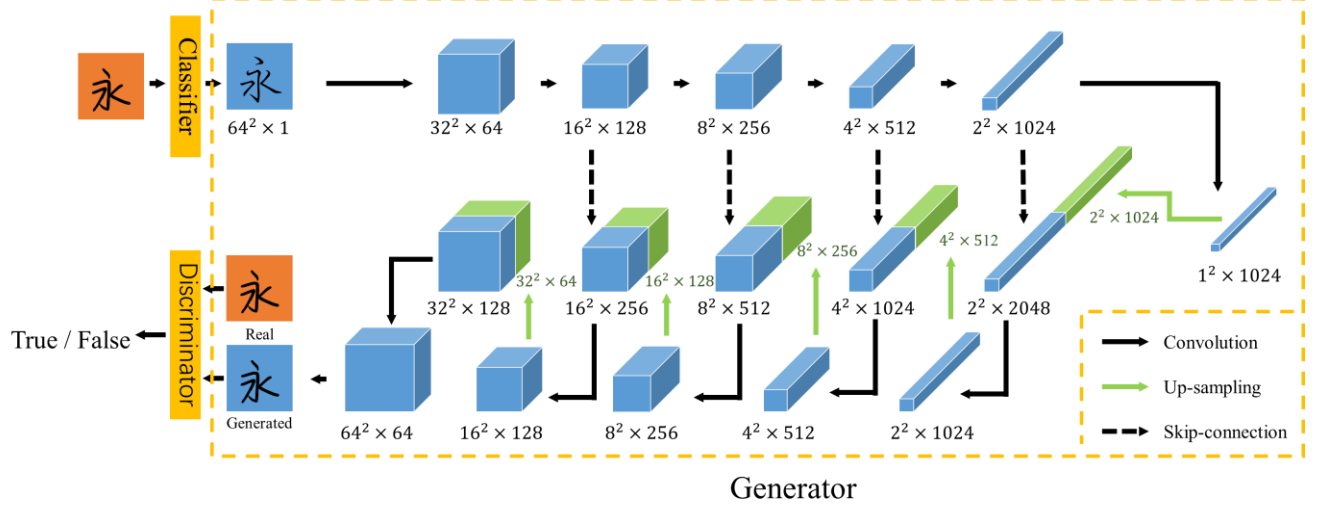 Classifier
永
永
64² × 1
32² × 64
16² × 128
8² × 256
4² × 512
2² × 1024
2² × 1024
1² × 1024
32² × 64
16² × 128
8² × 256
4² × 512
32² × 128
16² × 256
8² × 512
4² × 1024
2² × 2048
Discriminator
True / False
永
Real
永
Generated
64² × 64
16² × 128
8² × 256
4² × 512
2² × 1024
Convolution
Up-sampling
Skip-connection
Generator